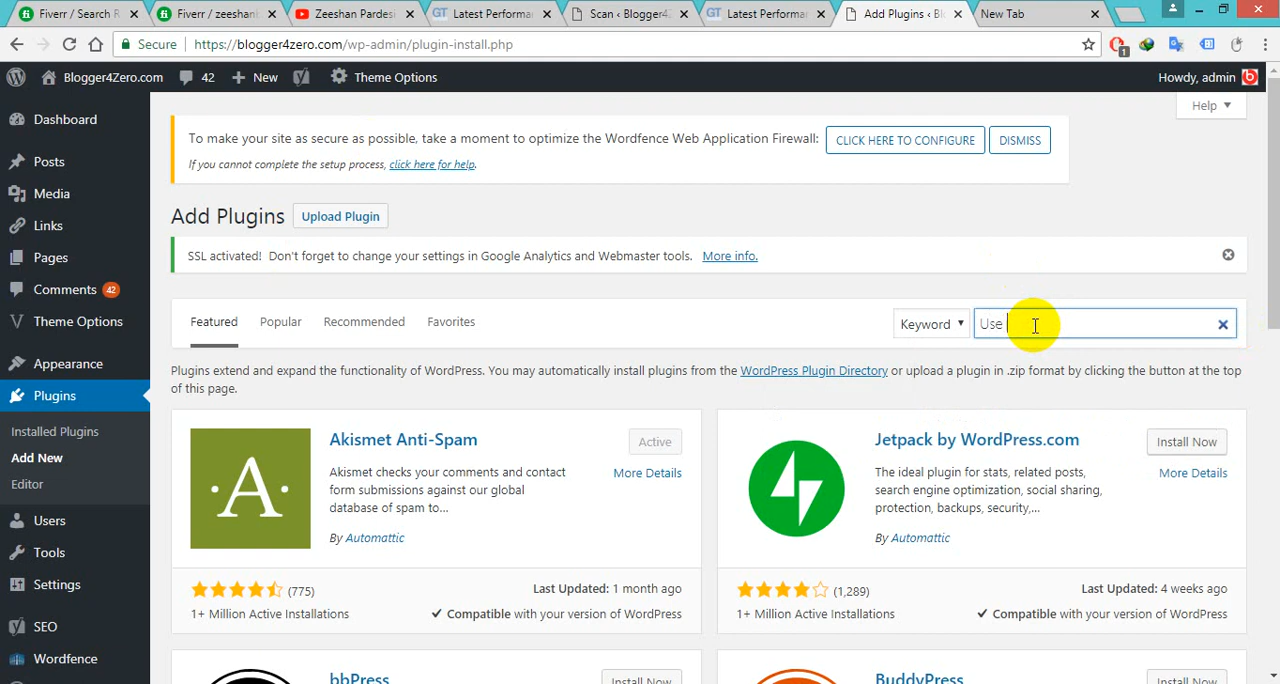 Fiverr / Search R
Fiverr / zeeshan
Zeeshan Pardesi
Latest Performa
Scan ‹ Blogger4
Latest Performa
Add Plugins ‹ Bl
New Tab
Secure
https://blogger4zero.com/wp-admin/plugin-install.php
1
Blogger4Zero.com
42
New
Theme Options
Howdy, admin
Help
Dashboard
Posts
Media
Links
Pages
Comments 42
Theme Options
Appearance
Plugins
Installed Plugins
Add New
Editor
Users
Tools
Settings
SEO
Wordfence
To make your site as secure as possible, take a moment to optimize the Wordfence Web Application Firewall: CLICK HERE TO CONFIGURE DISMISS
If you cannot complete the setup process, click here for help.
Add Plugins Upload Plugin
SSL activated! Don't forget to change your settings in Google Analytics and Webmaster tools. More info.
Featured Popular Recommended Favorites Keyword Use
Plugins extend and expand the functionality of WordPress. You may automatically install plugins from the WordPress Plugin Directory or upload a plugin in .zip format by clicking the button at the top
of this page.
·A·
Akismet Anti-Spam
Active
More Details
Akismet checks your comments and contact
form submissions against our global
database of spam to...
By Automattic
(775)
Last Updated: 1 month ago
1+ Million Active Installations
Compatible with your version of WordPress
Jetpack by WordPress.com
Install Now
More Details
The ideal plugin for stats, related posts,
search engine optimization, social sharing,
protection, backups, security,...
By Automattic
(1,289)
Last Updated: 4 weeks ago
1+ Million Active Installations
Compatible with your version of WordPress
bbPress
Install Now
BuddyPress
Install Now